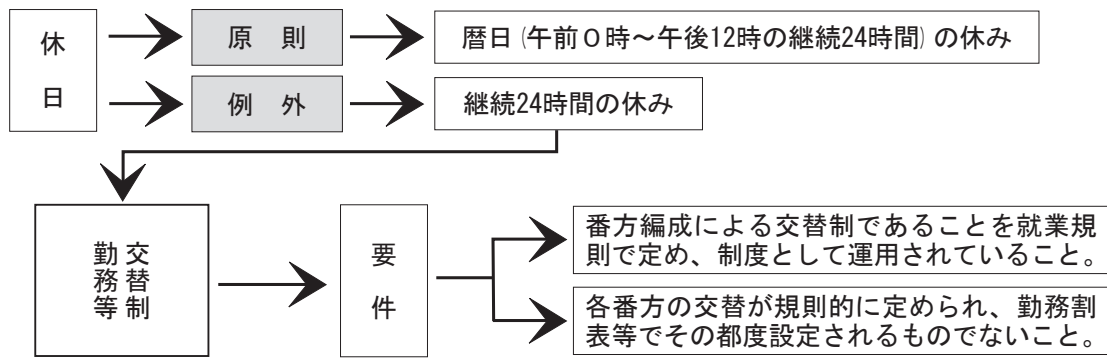 休日
原則
暦日(午前０時～午後12時の継続24時間)の休み
例外
継続24時間の休み
交替制
勤務等
要件
番方編成による交替制であることを就業規
則で定め、制度として運用されていること。
各番方の交替が規則的に定められ、勤務割
表等でその都度設定されるものでないこと。